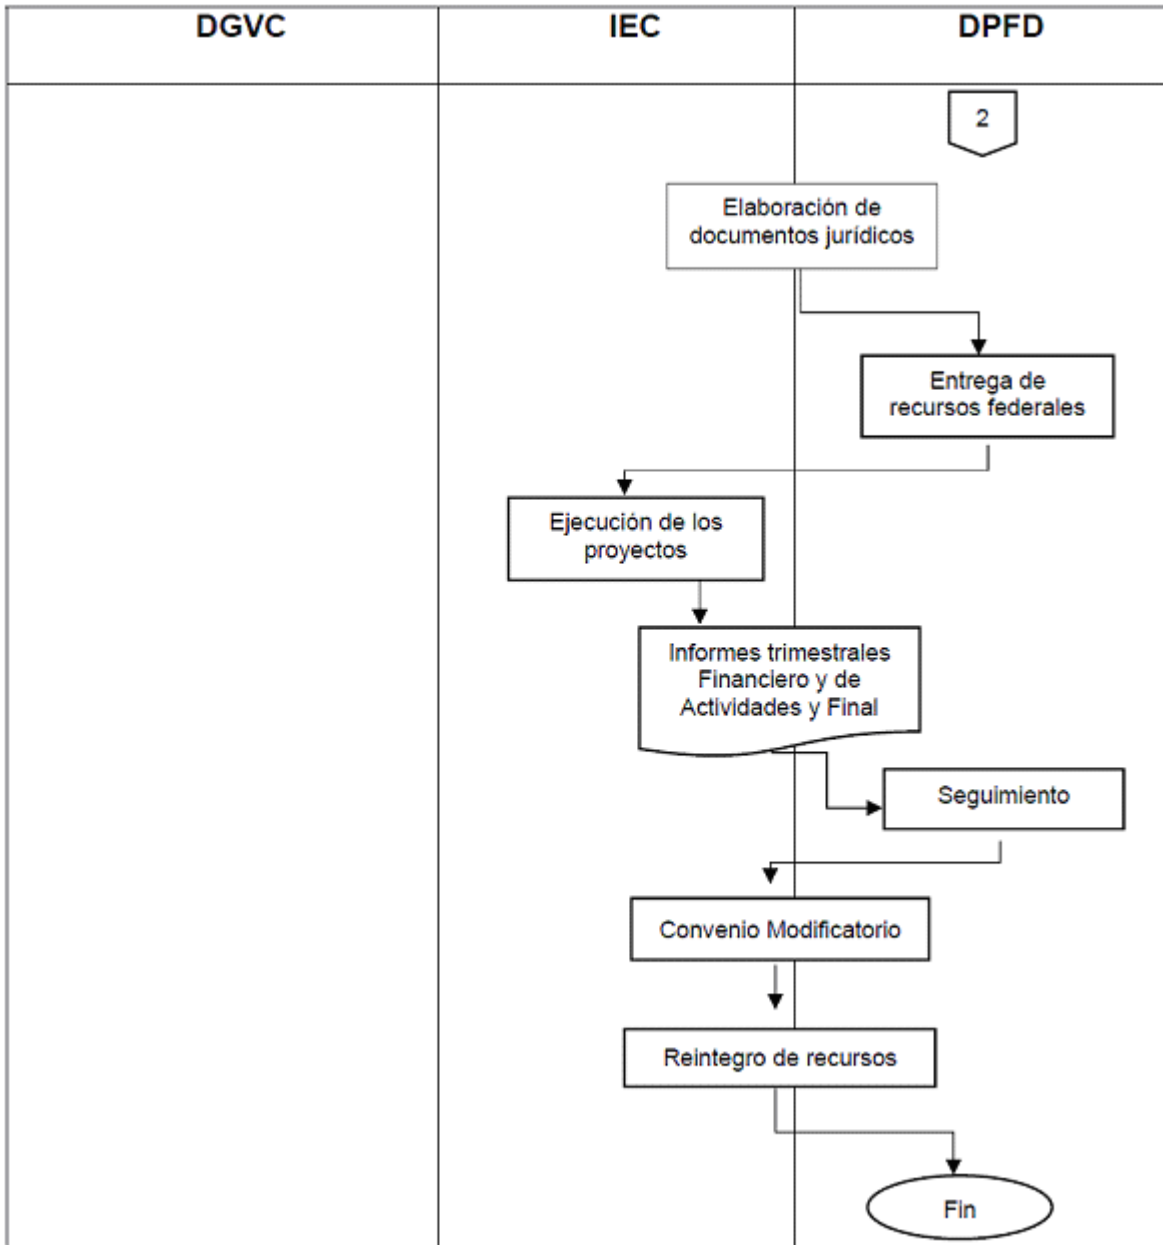 DGVC
IEC
DPFD
2
Elaboración de
documentos jurídicos
Entrega de
recursos federales
Ejecución de los
proyectos
Informes trimestrales
Financiero y de
Actividades y Final
Seguimiento
Convenio Modificatorio
Reintegro de recursos
Fin